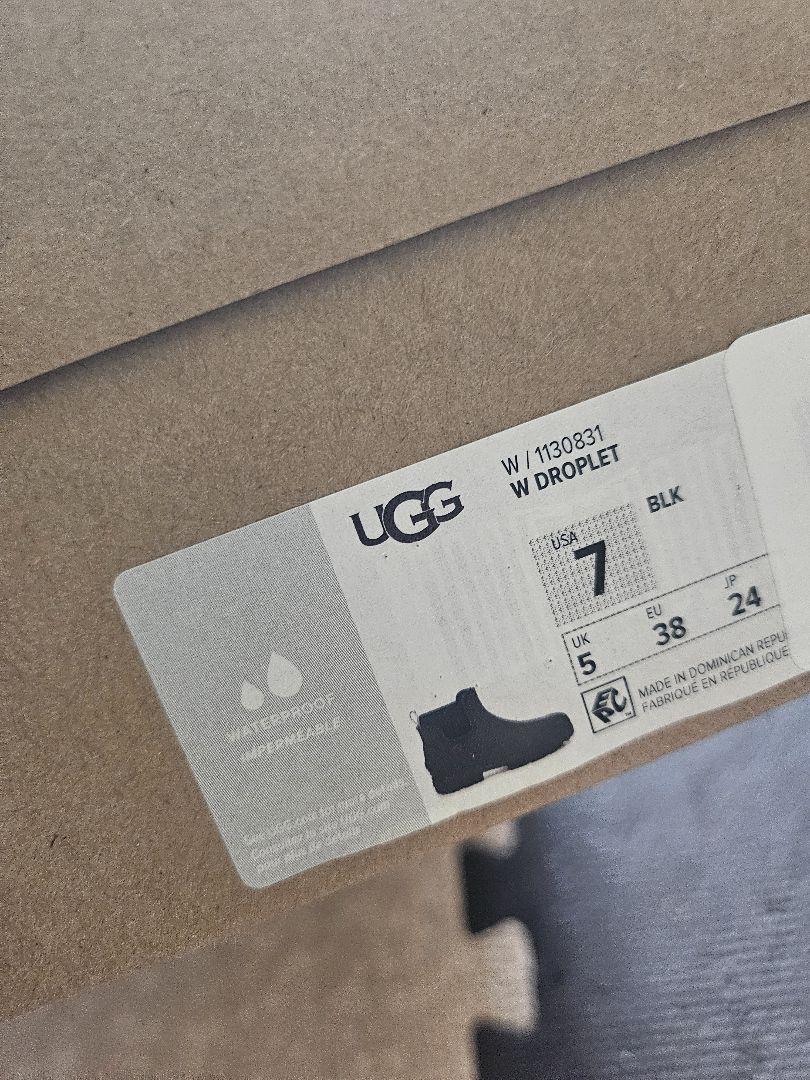 WATERPROOF
IMPERMÉABLE
UGG
W / 1130831
W DROPLET
BLK
USA
7
UK
5
EU
38
JP
24
EPC
MADE IN DOMINICAN REPU
FABRIQUÉ EN RÉPUBLIQUE